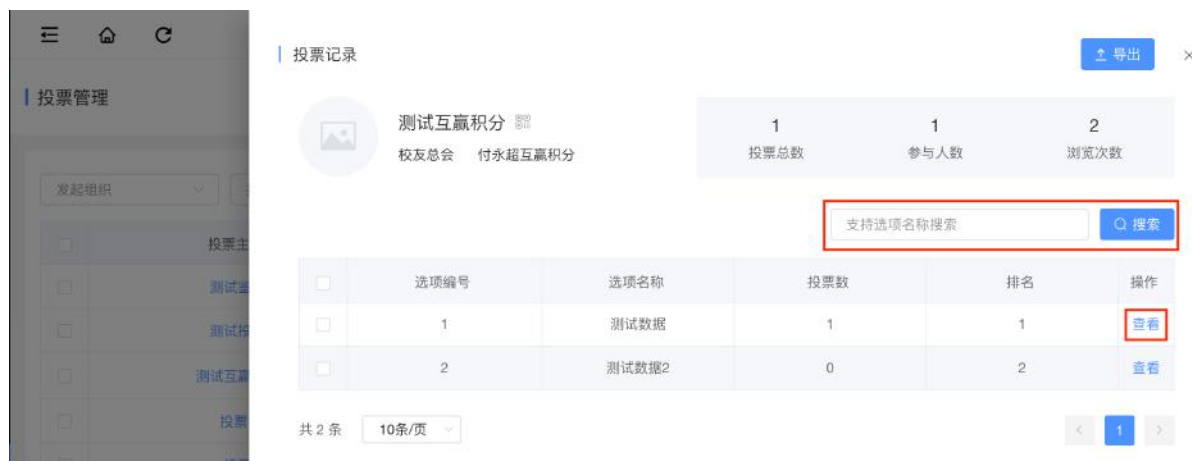 投票记录
导出
投票管理
测试互赢积分
校友总会 付永超互赢积分
1 1 2
投票总数 参与人数 浏览次数
发起组织
支持选项名称搜索 搜索
投票主
选项编号 选项名称 投票数 排名 操作
1 测试数据 1 1 查看
测试投
2 测试数据2 0 2 查看
测试互赢
投票
共 2 条 10条/页 1